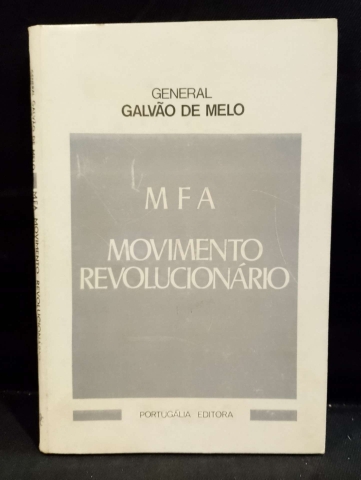 GENERAL
GALVÃO DE MELO
MFA
MOVIMENTO
REVOLUCIONÁRIO
PORTUGÁLIA EDITORA